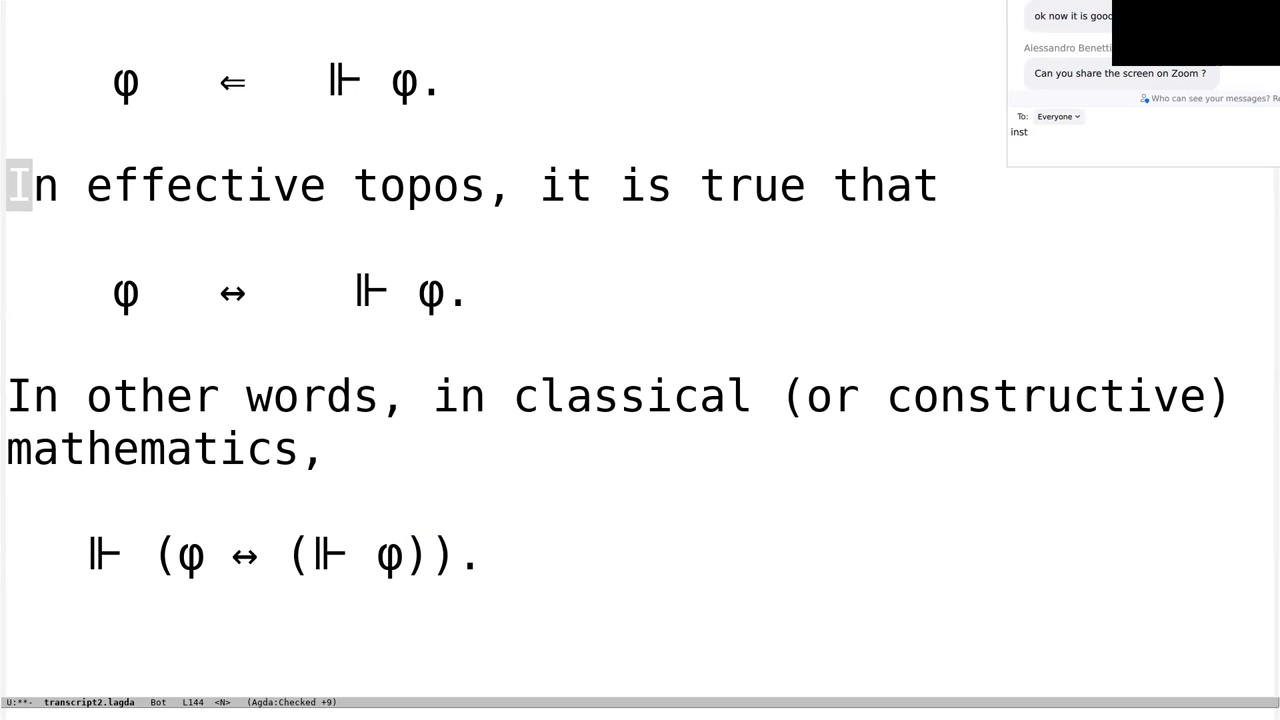 ok now it is good
Alessandro Benetti
Can you share the screen on Zoom ?
Who can see your messages? Re
To: Everyone
inst
φ ⇐ ⊩ φ.
In effective topos, it is true that
φ ↔ ⊩ φ.
In other words, in classical (or constructive)
mathematics,
⊩ (φ ↔ (⊩ φ)).
U:**- transcript2.lagda Bot L144 <N> (Agda:Checked +9)